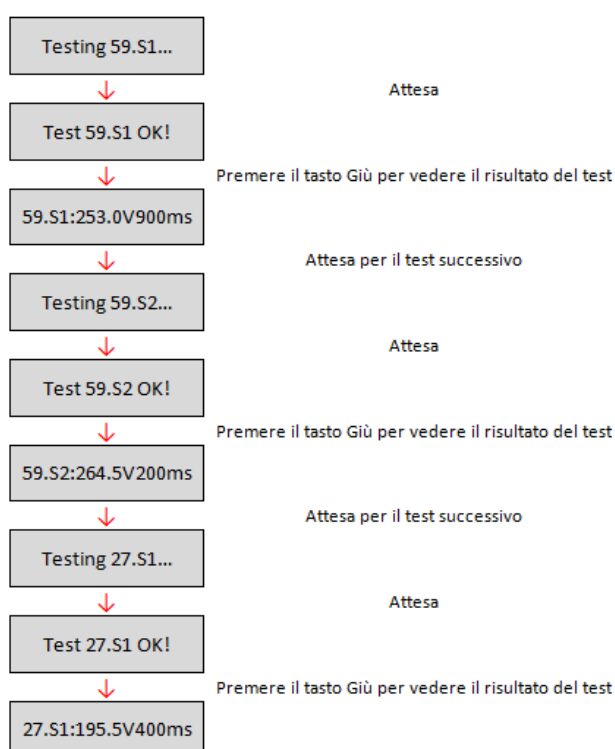 Testing 59.S1...
Attesa
Test 59.S1 OK!
Premere il tasto Giù per vedere il risultato del test
59.S1:253.0V900ms
Attesa per il test successivo
Testing 59.S2...
Attesa
Test 59.S2 OK!
Premere il tasto Giù per vedere il risultato del test
59.S2:264.5V200ms
Attesa per il test successivo
Testing 27.S1...
Attesa
Test 27.S1 OK!
Premere il tasto Giù per vedere il risultato del test
27.S1:195.5V400ms